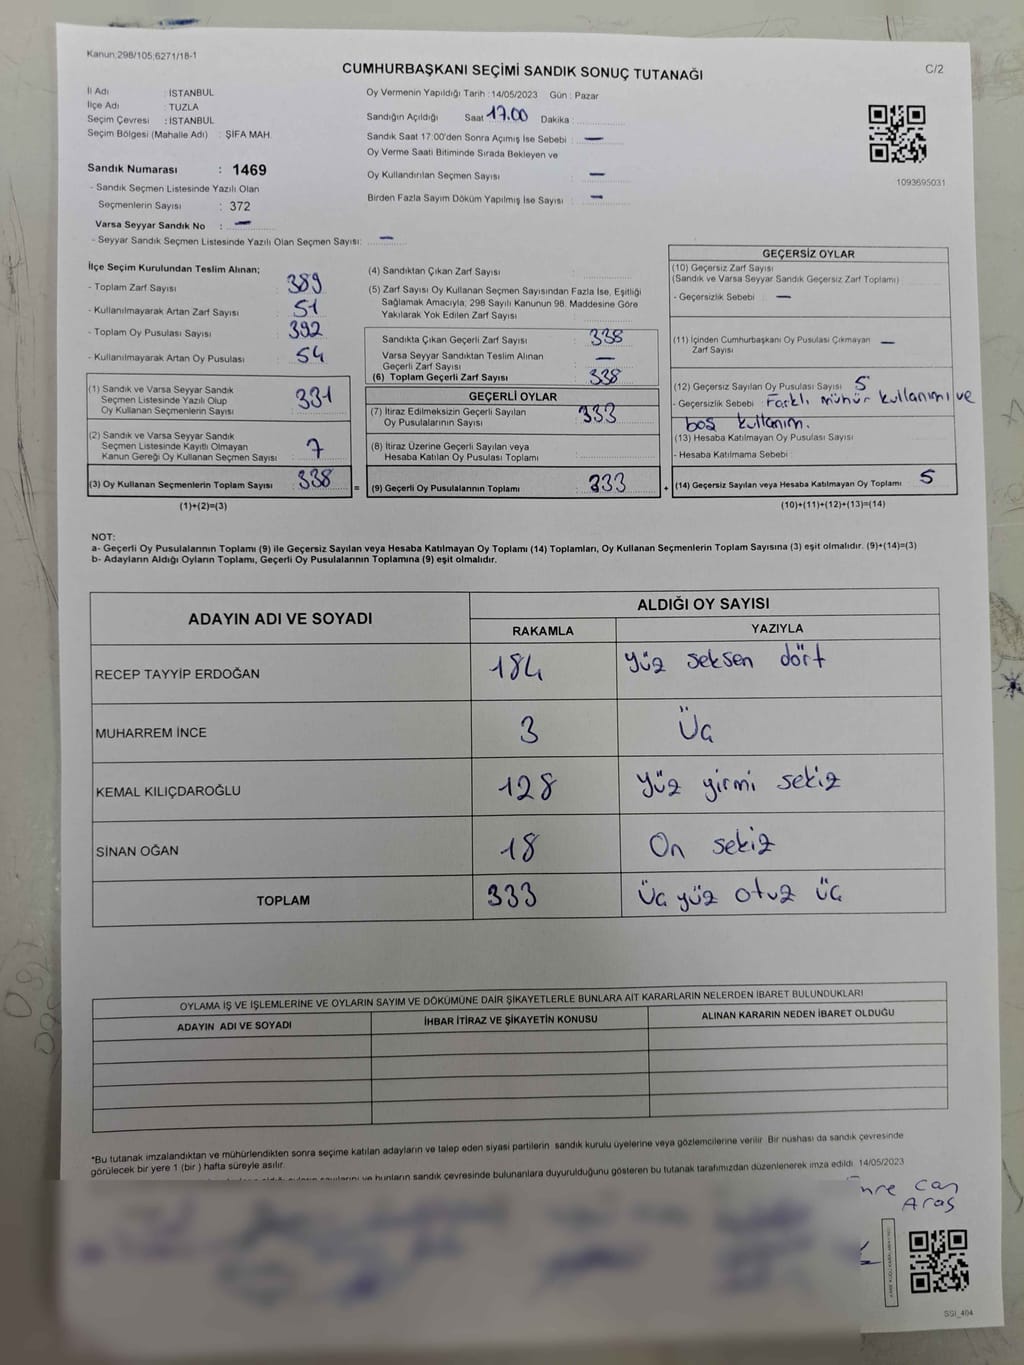 Kanun:298/105;6271/18-1
C/2
CUMHURBAŞKANI SEÇİMİ SANDIK SONUÇ TUTANAĞI
İl Adı : İSTANBUL
İlçe Adı : TUZLA
Seçim Çevresi : İSTANBUL
Seçim Bölgesi (Mahalle Adı) : ŞİFA MAH.
Sandık Numarası : 1469
- Sandık Seçmen Listesinde Yazılı Olan
Seçmenlerin Sayısı : 372
Varsa Seyyar Sandık No : —
- Seyyar Sandık Seçmen Listesinde Yazılı Olan Seçmen Sayısı: —
Oy Vermenin Yapıldığı Tarih : 14/05/2023 Gün : Pazar
Sandığın Açıldığı Saat 17.00 Dakika :
Sandık Saat 17:00'den Sonra Açımış İse Sebebi : —
Oy Verme Saati Bitiminde Sırada Bekleyen ve
Oy Kullandırılan Seçmen Sayısı : —
Birden Fazla Sayım Döküm Yapılmış İse Sayısı : —
1093695031
İlçe Seçim Kurulundan Teslim Alınan;
- Toplam Zarf Sayısı : 389
- Kullanılmayarak Artan Zarf Sayısı : 51
- Toplam Oy Pusulası Sayısı : 392
- Kullanılmayarak Artan Oy Pusulası : 54
(1) Sandık ve Varsa Seyyar Sandık
Seçmen Listesinde Yazılı Olup
Oy Kullanan Seçmenlerin Sayısı : 331
(2) Sandık ve Varsa Seyyar Sandık
Seçmen Listesinde Kayıtlı Olmayan
Kanun Gereği Oy Kullanan Seçmen Sayısı : 7
(3) Oy Kullanan Seçmenlerin Toplam Sayısı : 338
(1)+(2)=(3)
(4) Sandıktan Çıkan Zarf Sayısı :
(5) Zarf Sayısı Oy Kullanan Seçmen Sayısından Fazla İse, Eşitliği
Sağlamak Amacıyla, 298 Sayılı Kanunun 98. Maddesine Göre
Yakılarak Yok Edilen Zarf Sayısı :
Sandıkta Çıkan Geçerli Zarf Sayısı : 338
Varsa Seyyar Sandıktan Teslim Alınan
Geçerli Zarf Sayısı : —
(6) Toplam Geçerli Zarf Sayısı : 338
GEÇERLİ OYLAR
(7) İtiraz Edilmeksizin Geçerli Sayılan
Oy Pusulalarının Sayısı : 333
(8) İtiraz Üzerine Geçerli Sayılan veya
Hesaba Katılan Oy Pusulası Toplamı :
= (9) Geçerli Oy Pusulalarının Toplamı : 333
GEÇERSİZ OYLAR
(10) Geçersiz Zarf Sayısı
(Sandık ve Varsa Seyyar Sandık Geçersiz Zarf Toplamı)
- Geçersizlik Sebebi : —
(11) İçinden Cumhurbaşkanı Oy Pusulası Çıkmayan —
Zarf Sayısı
(12) Geçersiz Sayılan Oy Pusulası Sayısı 5
- Geçersizlik Sebebi Farklı mühür kullanımı ve
boş kullanım.
(13) Hesaba Katılmayan Oy Pusulası Sayısı
- Hesaba Katılmama Sebebi
+ (14) Geçersiz Sayılan veya Hesaba Katılmayan Oy Toplamı 5
(10)+(11)+(12)+(13)=(14)
NOT:
a- Geçerli Oy Pusulalarının Toplamı (9) ile Geçersiz Sayılan veya Hesaba Katılmayan Oy Toplamı (14) Toplamları, Oy Kullanan Seçmenlerin Toplam Sayısına (3) eşit olmalıdır. (9)+(14)=(3)
b- Adayların Aldığı Oyların Toplamı, Geçerli Oy Pusulalarının Toplamına (9) eşit olmalıdır.
ADAYIN ADI VE SOYADI ALDIĞI OY SAYISI
RAKAMLA YAZIYLA
RECEP TAYYİP ERDOĞAN 184 Yüz seksen dört
MUHARREM İNCE 3 Üç
KEMAL KILIÇDAROĞLU 128 Yüz yirmi sekiz
SİNAN OĞAN 18 On sekiz
TOPLAM 333 Üç yüz otuz üç
OYLAMA İŞ VE İŞLEMLERİNE VE OYLARIN SAYIM VE DÖKÜMÜNE DAİR ŞİKAYETLERLE BUNLARA AİT KARARLARIN NELERDEN İBARET BULUNDUKLARI
ADAYIN ADI VE SOYADI İHBAR İTİRAZ VE ŞİKAYETİN KONUSU ALINAN KARARIN NEDEN İBARET OLDUĞU
*Bu tutanak imzalandıktan ve mühürlendikten sonra seçime katılan adayların ve talep eden siyasi partilerin sandık kurulu üyelerine veya gözlemcilerine verilir. Bir nushası da sandık çevresinde
görülecek bir yere 1 (bir) hafta süreyle asılır.
bunların sandık çevresinde bulunanlara duyurulduğunu gösteren bu tutanak tarafımızdan düzenlenerek imza edildi. 14/05/2023
Can
Aras
SSI_404